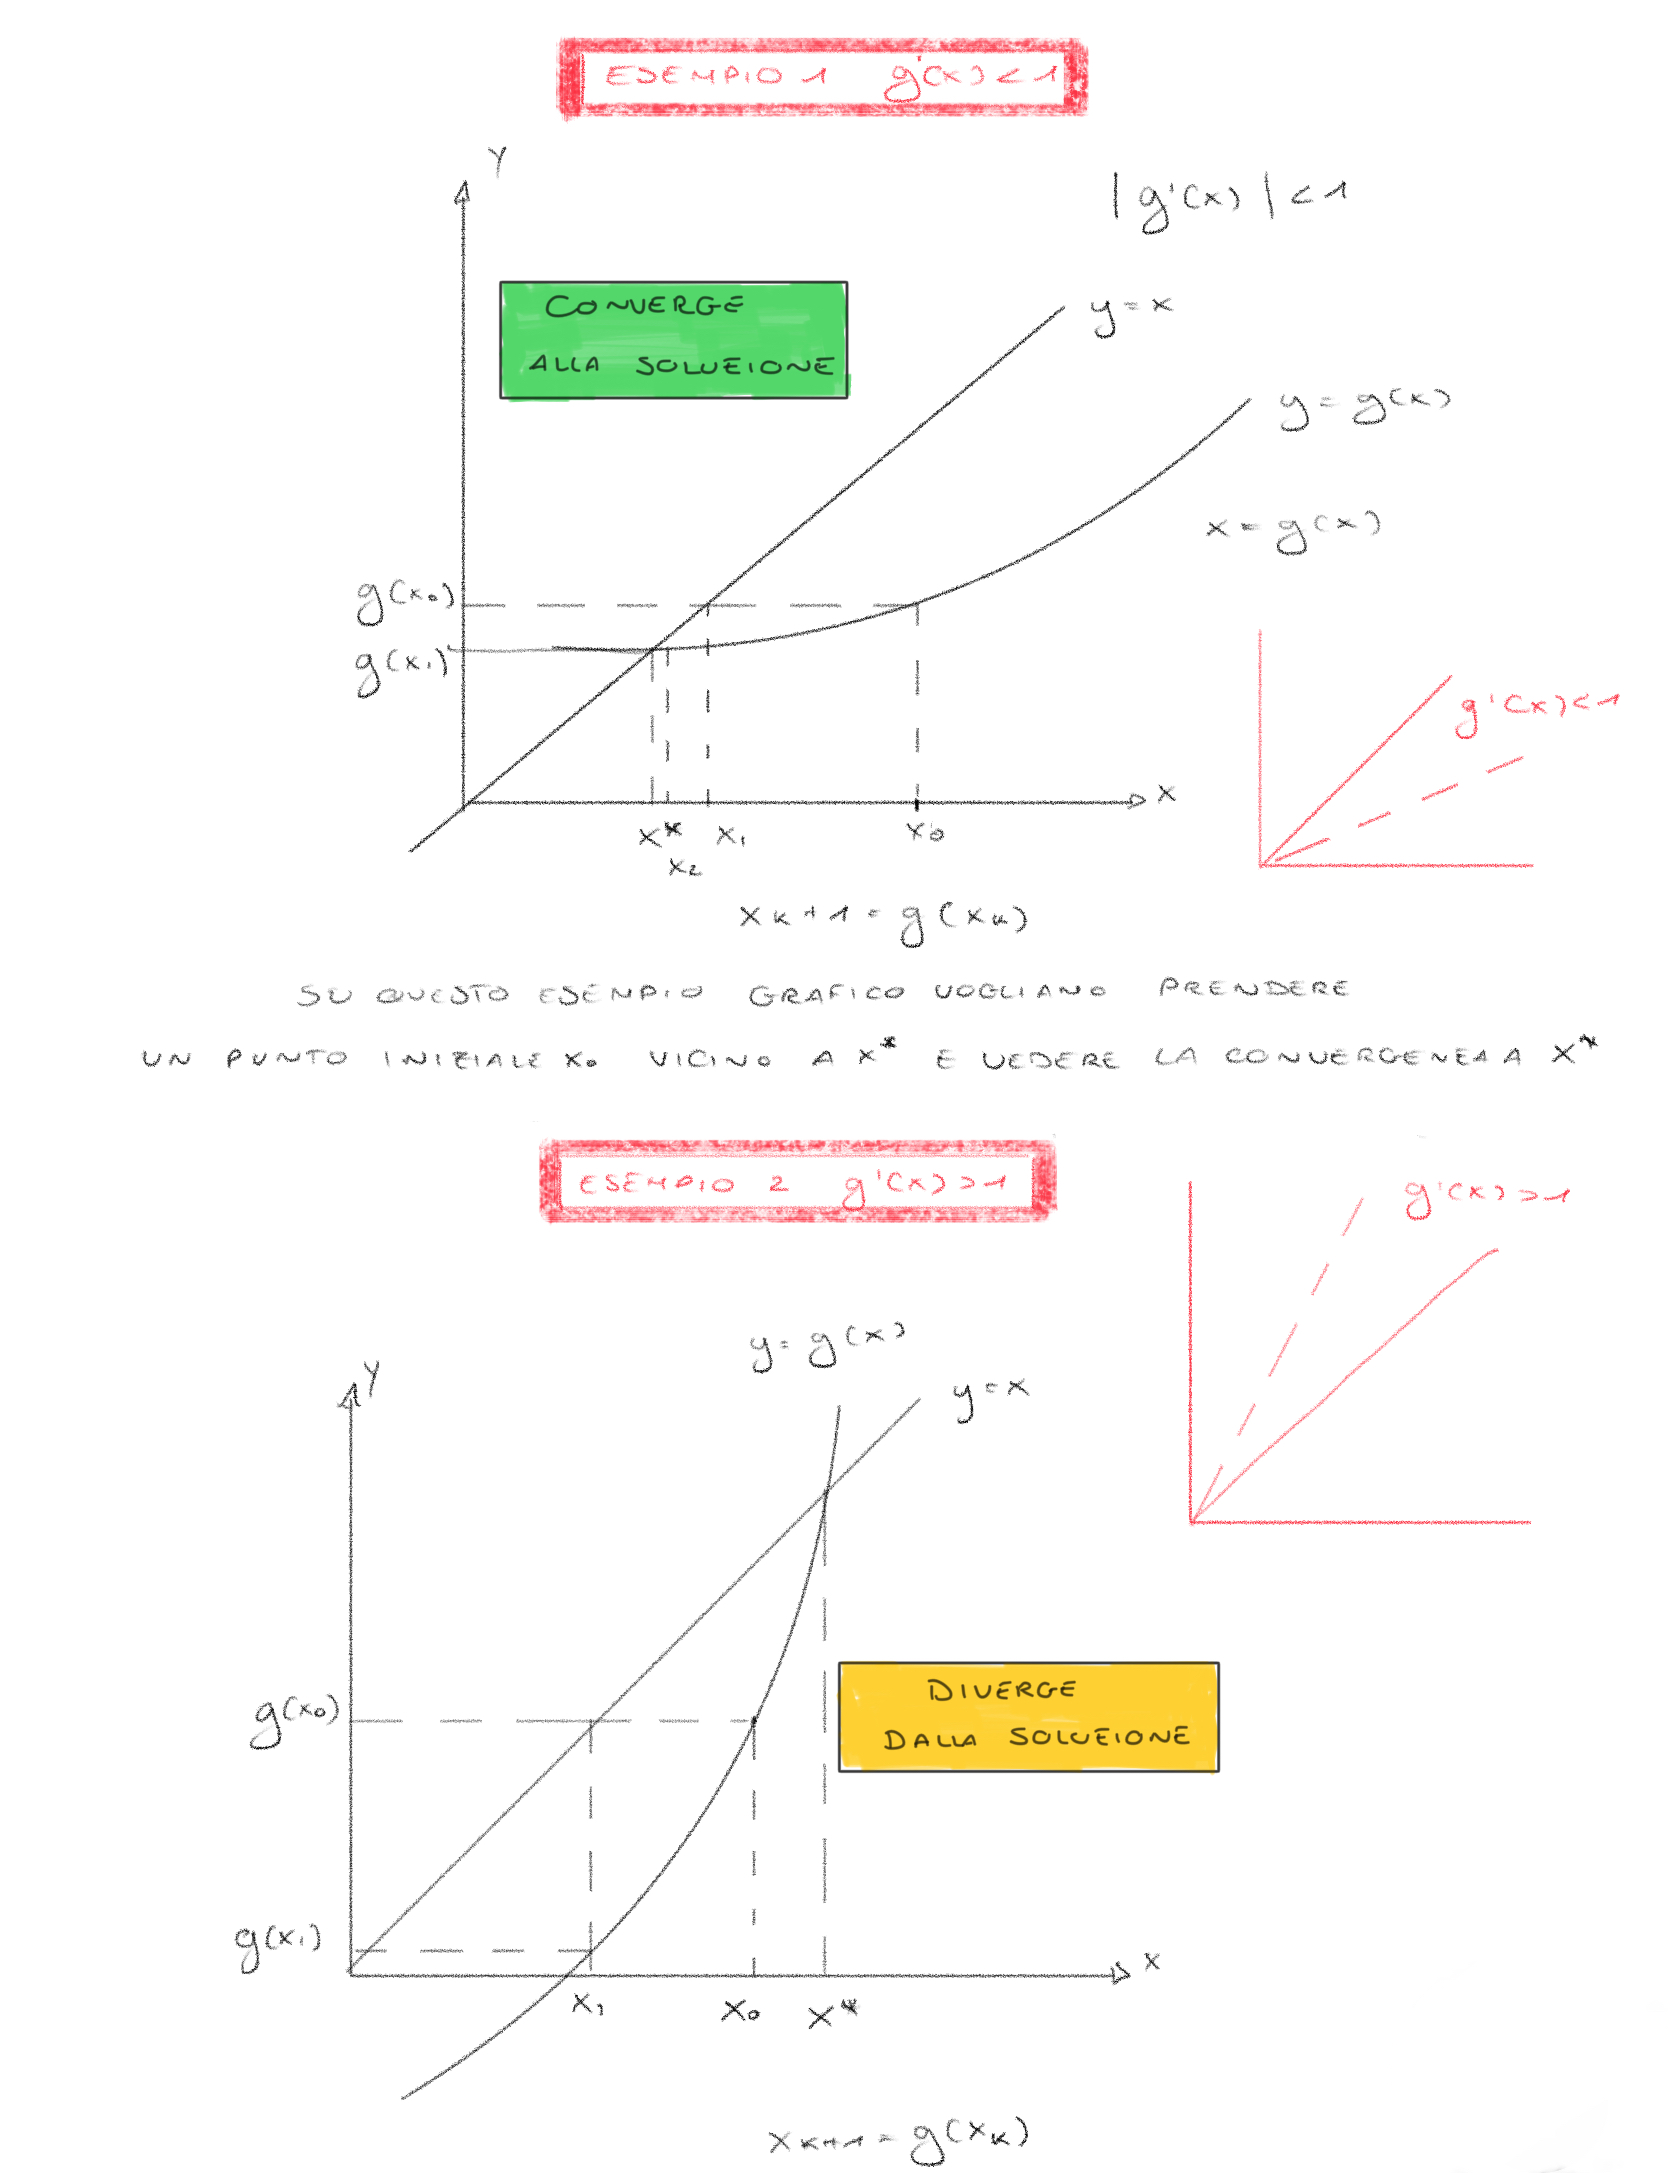 ESEMPIO 1 g'(x) < 1
Y
|g'(x)| < 1
CONVERGE
ALLA SOLUZIONE
y = x
y = g(x)
x = g(x)
g(x₀)
g(x₁)
g'(x) < 1
X
x* x₁ x₀
x₂
xₖ₊₁ = g(xₖ)
SU QUESTO ESEMPIO GRAFICO VOGLIAMO PRENDERE
UN PUNTO INIZIALE x₀ VICINO A x* E VEDERE LA CONVERGENZA A x*
ESEMPIO 2 g'(x) > 1
g'(x) > 1
y = g(x)
Y
y = x
DIVERGE
DALLA SOLUZIONE
g(x₀)
g(x₁)
X
x₁ x₀ x*
xₖ₊₁ = g(xₖ)